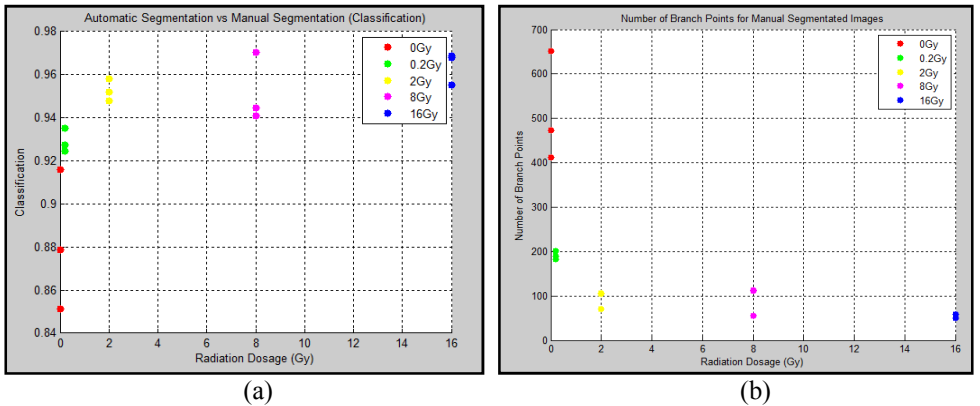 Automatic Segmentation vs Manual Segmentation (Classification)
0.98
0.96
0.94
0.92
0.9
0.88
0.86
0.84
Classification
0 2 4 6 8 10 12 14 16
Radiation Dosage (Gy)
0Gy
0.2Gy
2Gy
8Gy
16Gy
(a)
Number of Branch Points for Manual Segmentated Images
700
600
500
400
300
200
100
0
Number of Branch Points
0 2 4 6 8 10 12 14 16
Radiation Dosage (Gy)
0Gy
0.2Gy
2Gy
8Gy
16Gy
(b)